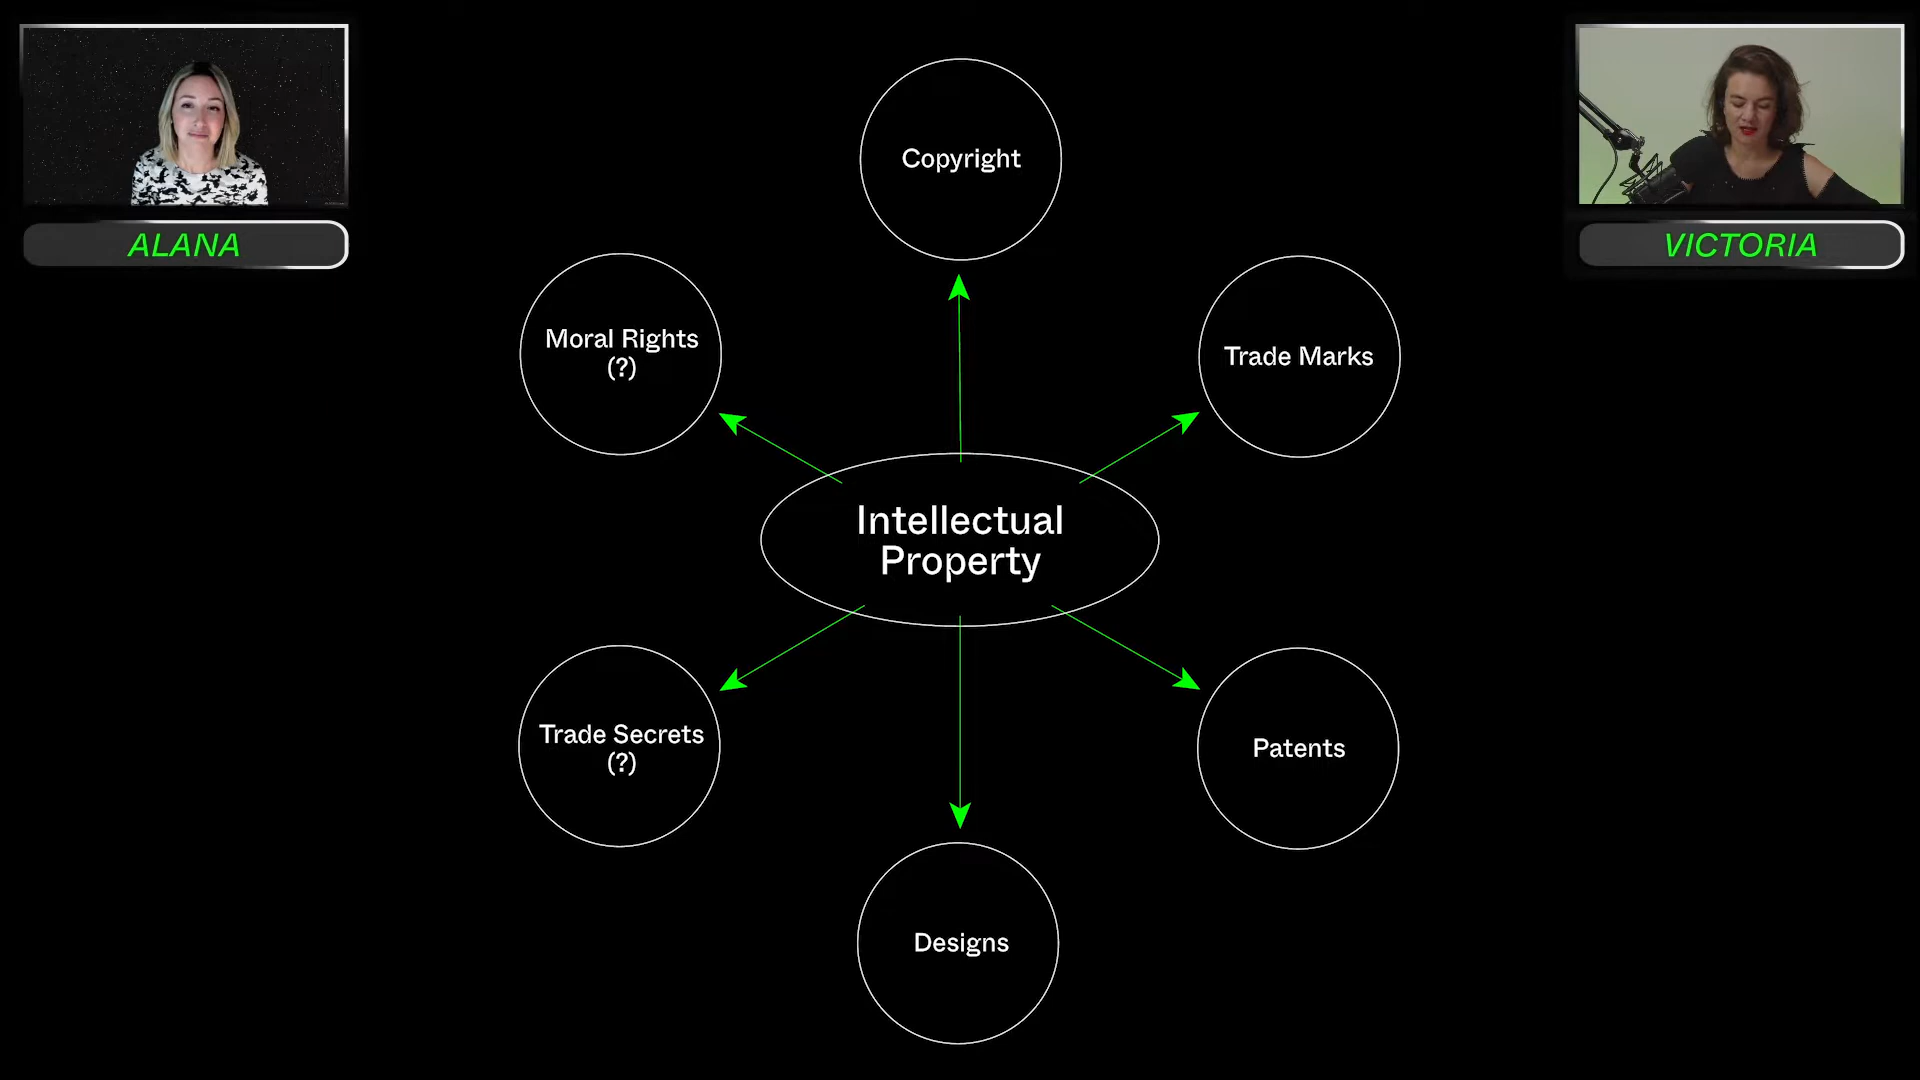 ALANA
VICTORIA
Copyright
Moral Rights
(?)
Trade Marks
Intellectual
Property
Trade Secrets
(?)
Patents
Designs